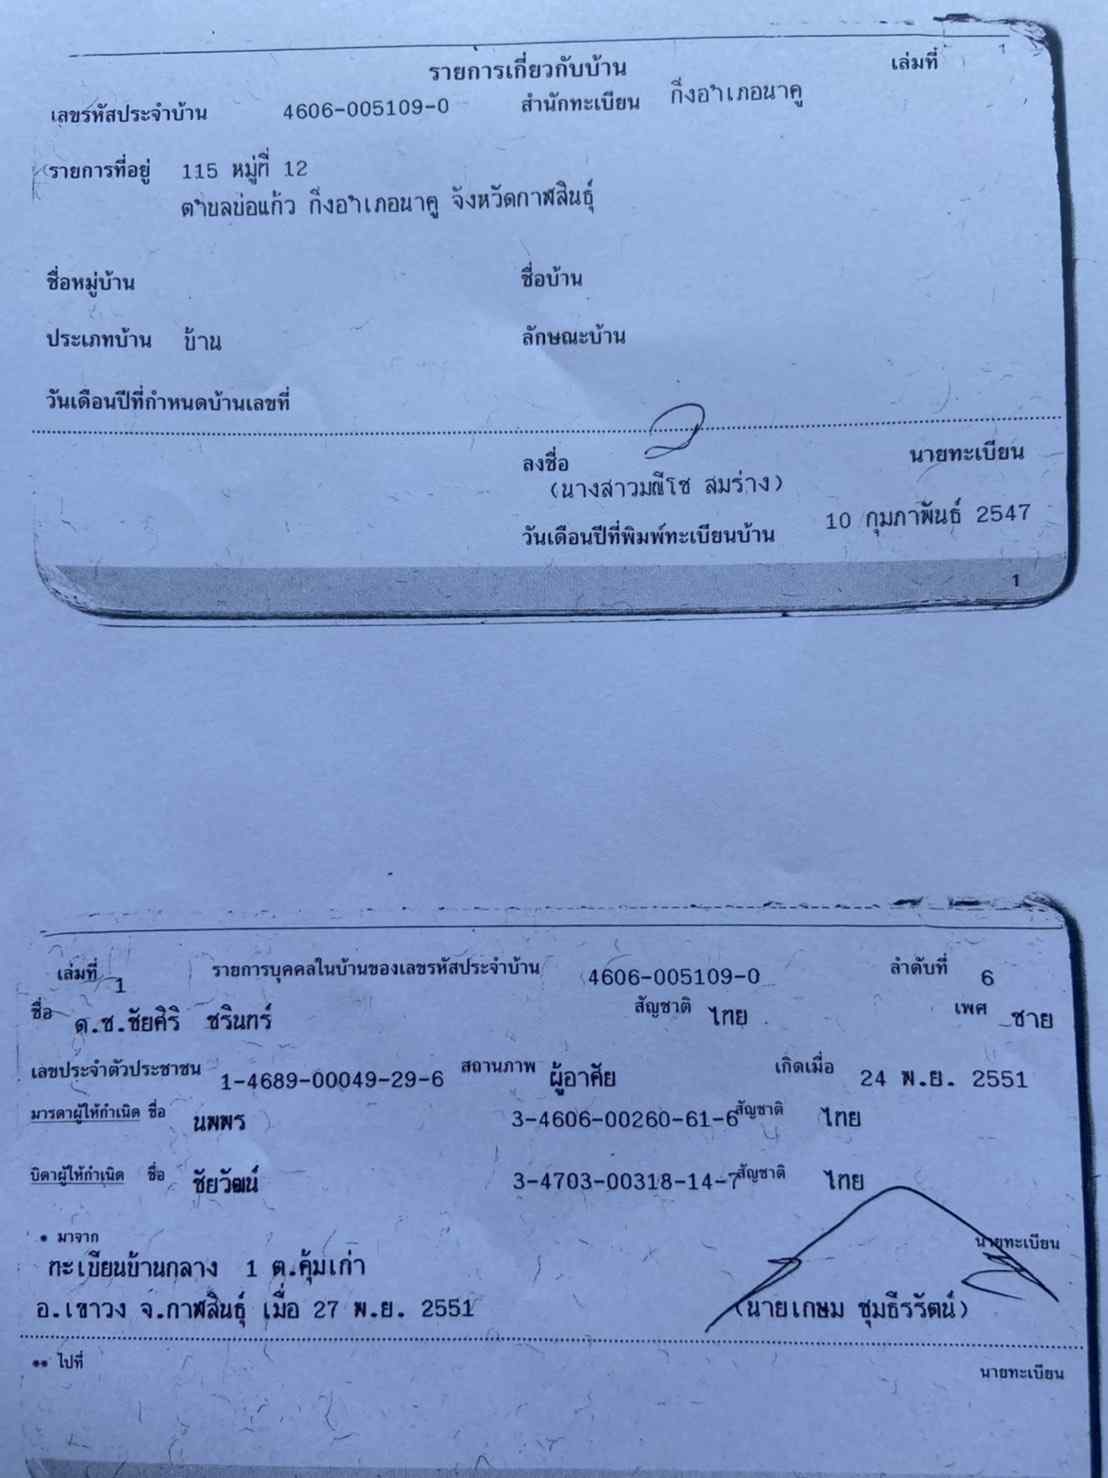 เล่มที่ 1
รายการเกี่ยวกับบ้าน
เลขรหัสประจำบ้าน 4606-005109-0 สำนักทะเบียน กิ่งอำเภอนาคู
รายการที่อยู่ 115 หมู่ที่ 12
ตำบลบ่อแก้ว กิ่งอำเภอนาคู จังหวัดกาฬสินธุ์
ชื่อหมู่บ้าน ชื่อบ้าน
ประเภทบ้าน บ้าน ลักษณะบ้าน
วันเดือนปีที่กำหนดบ้านเลขที่
ลงชื่อ นายทะเบียน
(นางสาวมณีโช สมร่าง)
วันเดือนปีที่พิมพ์ทะเบียนบ้าน 10 กุมภาพันธ์ 2547
1
เล่มที่ 1 รายการบุคคลในบ้านของเลขรหัสประจำบ้าน 4606-005109-0 ลำดับที่ 6
ชื่อ ด.ช.ชัยศิริ ชรินทร์ สัญชาติ ไทย เพศ ชาย
เลขประจำตัวประชาชน 1-4689-00049-29-6 สถานภาพ ผู้อาศัย เกิดเมื่อ 24 พ.ย. 2551
มารดาผู้ให้กำเนิด ชื่อ นพพร 3-4606-00260-61-6 สัญชาติ ไทย
บิดาผู้ให้กำเนิด ชื่อ ชัยวัฒน์ 3-4703-00318-14-7 สัญชาติ ไทย
* มาจาก นายทะเบียน
ทะเบียนบ้านกลาง 1 ต.คุ้มเก่า
อ.เขาวง จ.กาฬสินธุ์ เมื่อ 27 พ.ย. 2551 (นายเกษม ชุมธีรรัตน์)
** ไปที่ นายทะเบียน